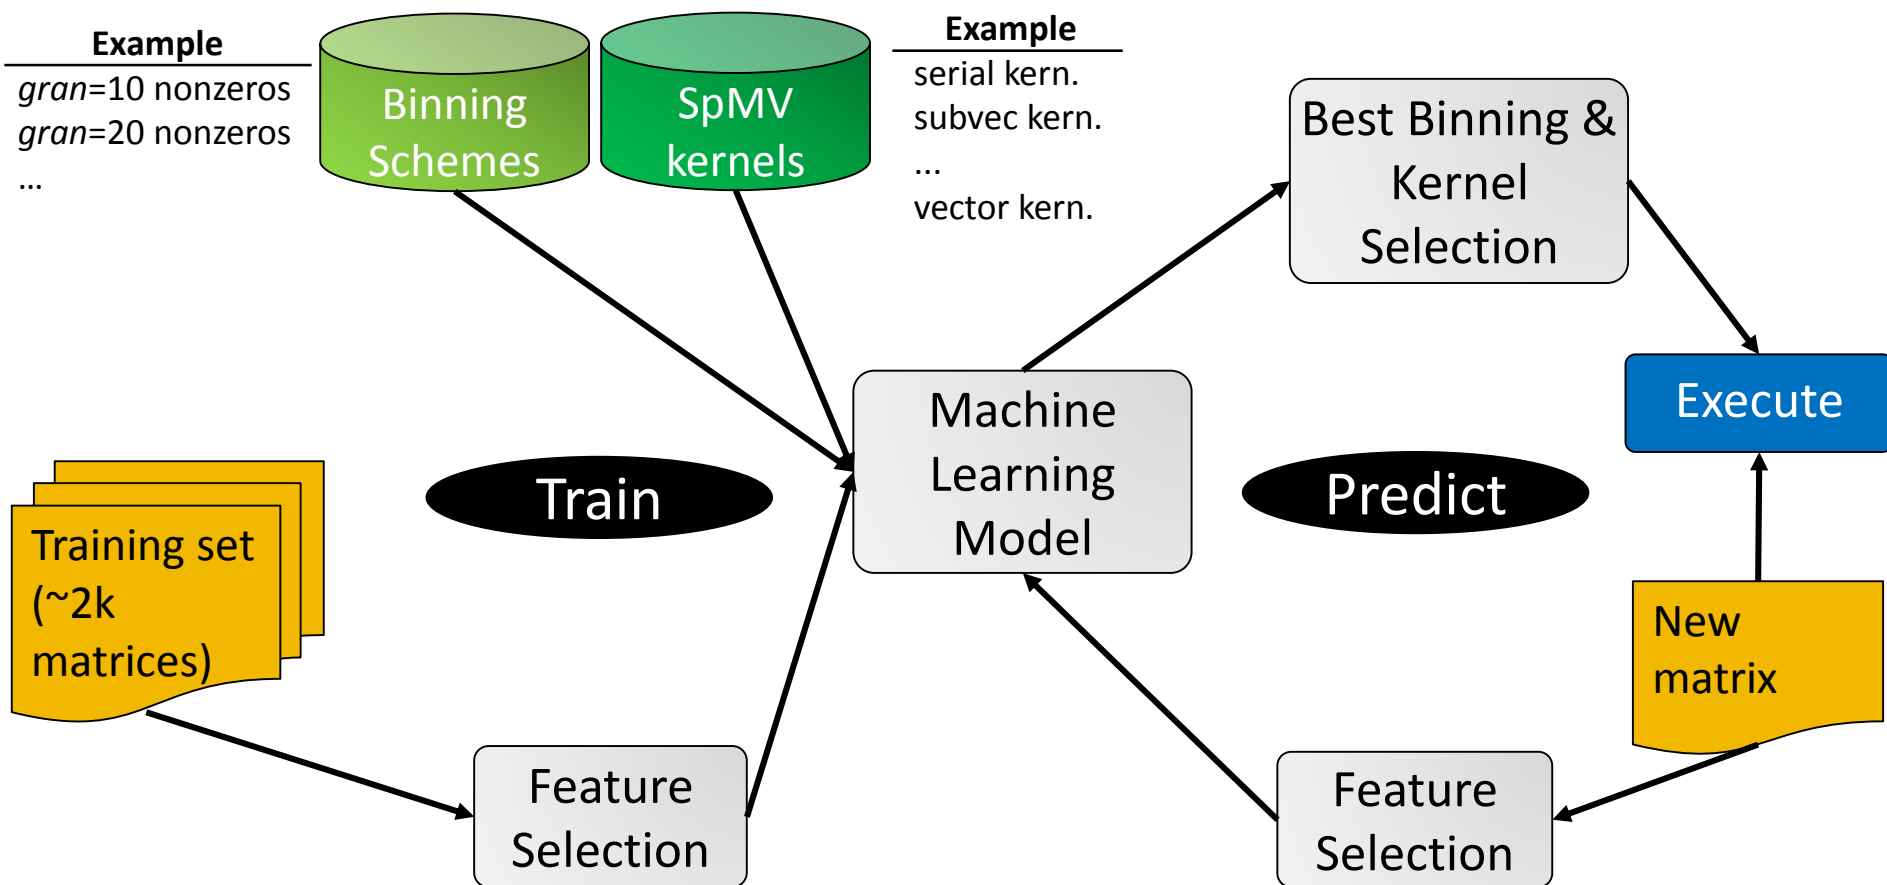 Example
gran=10 nonzeros
gran=20 nonzeros
...
Binning
Schemes
SpMV
kernels
Example
serial kern.
subvec kern.
...
vector kern.
Best Binning &
Kernel
Selection
Execute
Machine
Learning
Model
Train
Predict
Training set
(~2k
matrices)
New
matrix
Feature
Selection
Feature
Selection